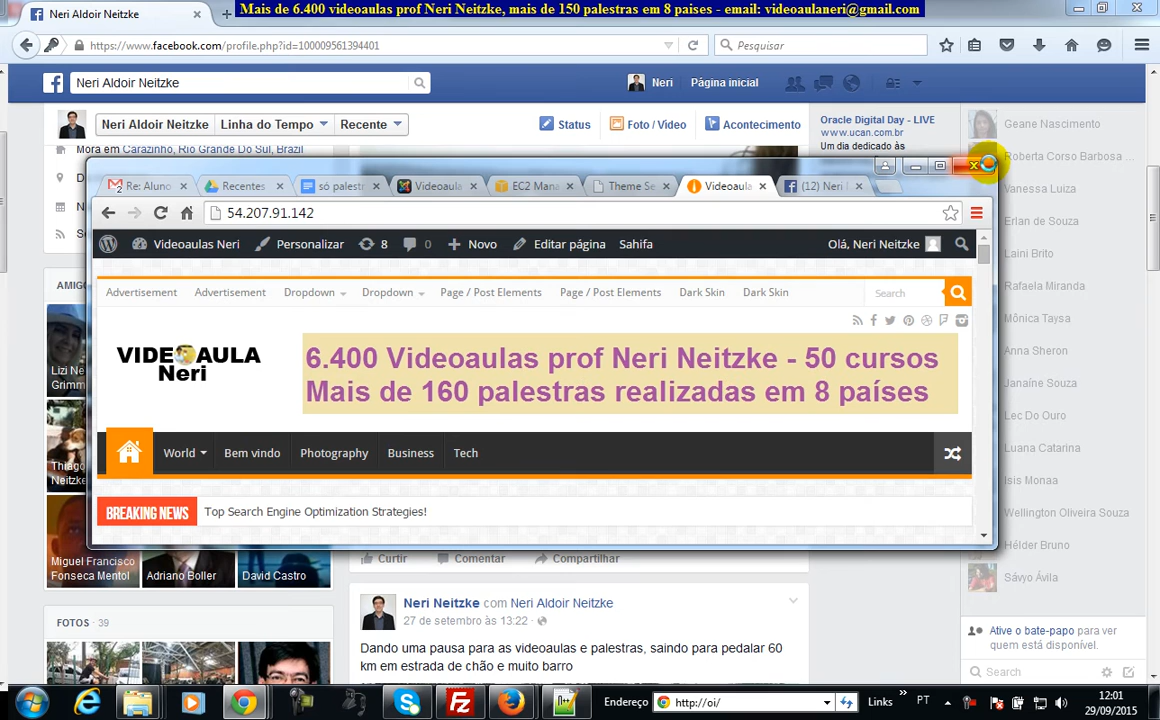 Neri Aldoir Neitzke
Mais de 6.400 videoaulas prof Neri Neitzke, mais de 150 palestras em 8 paises - email: videoaulaneri@gmail.com
https://www.facebook.com/profile.php?id=100009561394401
Pesquisar
Neri Aldoir Neitzke
Neri
Página inicial
Neri Aldoir Neitzke
Linha do Tempo
Recente
Status
Foto / Vídeo
Acontecimento
Oracle Digital Day - LIVE
www.ucan.com.br
Um dia dedicado às
Mora em Carazinho, Rio Grande Do Sul, Brazil
Geane Nascimento
Roberta Corso Barbosa ...
Vanessa Luiza
Erlan de Souza
Laini Brito
Rafaela Miranda
Mônica Taysa
Anna Sheron
Janaíne Souza
Lec Do Ouro
Luana Catarina
Isis Monaa
Wellington Oliveira Souza
Hélder Bruno
Sávyo Ávila
Re: Aluno
Recentes
só palest
Videoaula
EC2 Mana
Theme Se
Videoaula
(12) Neri
54.207.91.142
Videoaulas Neri
Personalizar
8
0
Novo
Editar página
Sahifa
Olá, Neri Neitzke
Advertisement
Advertisement
Dropdown
Dropdown
Page / Post Elements
Page / Post Elements
Dark Skin
Dark Skin
Search
VIDEOAULA
Neri
6.400 Videoaulas prof Neri Neitzke - 50 cursos
Mais de 160 palestras realizadas em 8 países
World
Bem vindo
Photography
Business
Tech
BREAKING NEWS
Top Search Engine Optimization Strategies!
AMIG
Lizi Ne
Grimm
Thiago
Neitzke
Miguel Francisco
Fonseca Mentol
Adriano Boller
David Castro
FOTOS · 39
Curtir
Comentar
Compartilhar
Neri Neitzke com Neri Aldoir Neitzke
27 de setembro às 13:22
Dando uma pausa para as videoaulas e palestras, saindo para pedalar 60
km em estrada de chão e muito barro
Ative o bate-papo para ver
quem está disponível.
Search
Endereço
http://oi/
Links
PT
12:01
29/09/2015